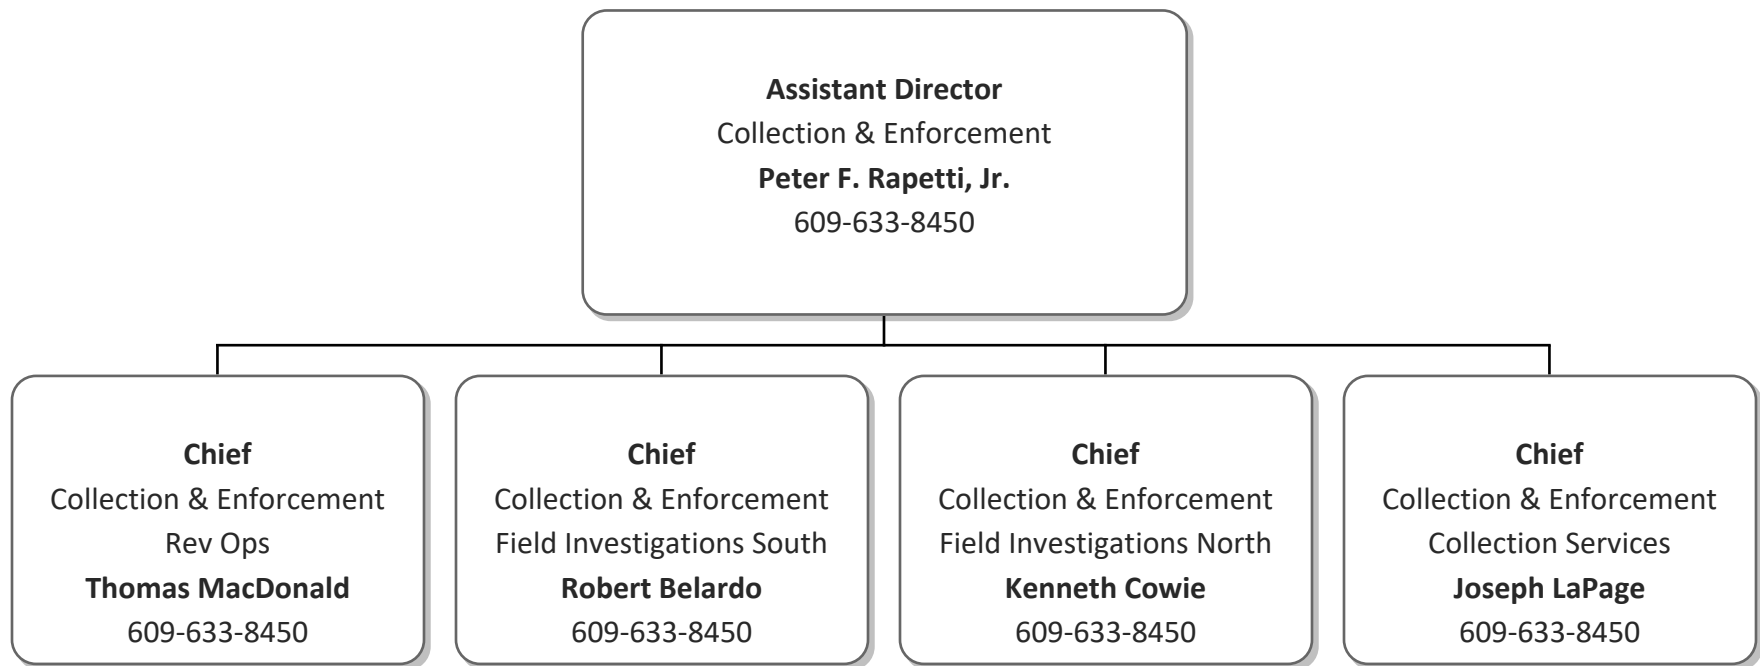 Assistant Director
Collection & Enforcement
Peter F. Rapetti, Jr.
609-633-8450
Chief
Collection & Enforcement
Rev Ops
Thomas MacDonald
609-633-8450
Chief
Collection & Enforcement
Field Investigations South
Robert Belardo
609-633-8450
Chief
Collection & Enforcement
Field Investigations North
Kenneth Cowie
609-633-8450
Chief
Collection & Enforcement
Collection Services
Joseph LaPage
609-633-8450